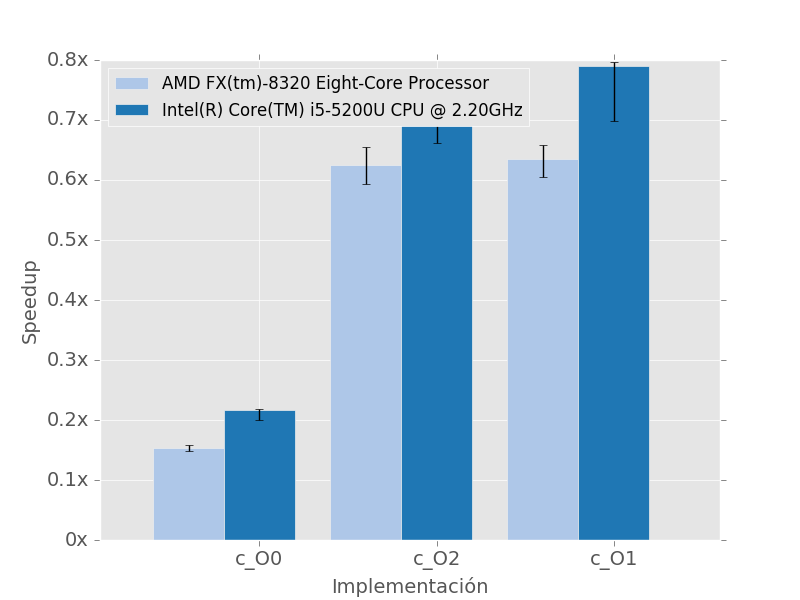 0.8x
0.7x
0.6x
0.5x
0.4x
0.3x
0.2x
0.1x
0x
Speedup
AMD FX(tm)-8320 Eight-Core Processor
Intel(R) Core(TM) i5-5200U CPU @ 2.20GHz
c_O0
c_O2
c_O1
Implementación